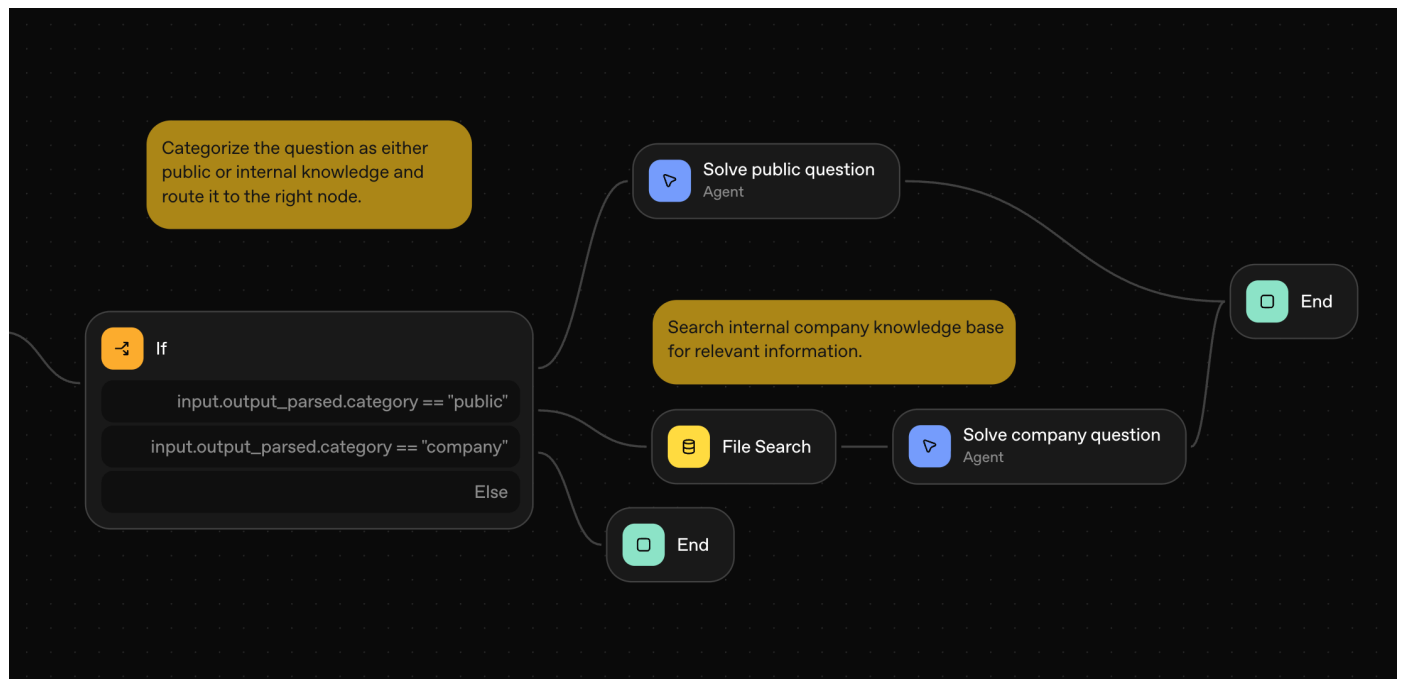 Categorize the question as either
public or internal knowledge and
route it to the right node.
Solve public question
Agent
End
Search internal company knowledge base
for relevant information.
If
input.output_parsed.category == "public"
input.output_parsed.category == "company"
Else
File Search
Solve company question
Agent
End